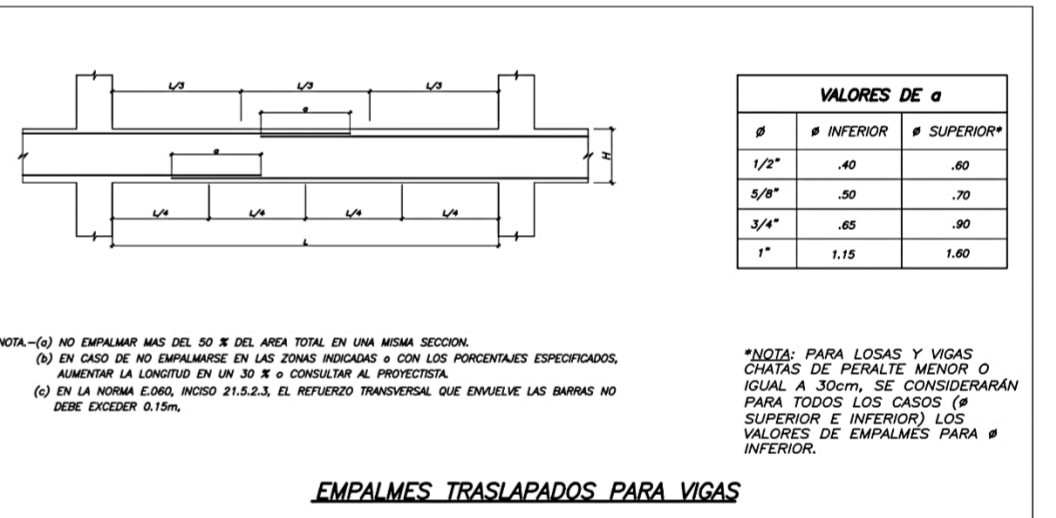 L/3 L/3 L/3
a
a
H
L/4 L/4 L/4 L/4
L
VALORES DE a
ø ø INFERIOR ø SUPERIOR*
1/2" .40 .60
5/8" .50 .70
3/4" .65 .90
1" 1.15 1.60
NOTA.-(a) NO EMPALMAR MAS DEL 50 % DEL AREA TOTAL EN UNA MISMA SECCION.
(b) EN CASO DE NO EMPALMARSE EN LAS ZONAS INDICADAS o CON LOS PORCENTAJES ESPECIFICADOS,
AUMENTAR LA LONGITUD EN UN 30 % o CONSULTAR AL PROYECTISTA.
(c) EN LA NORMA E.060, INCISO 21.5.2.3, EL REFUERZO TRANSVERSAL QUE ENVUELVE LAS BARRAS NO
DEBE EXCEDER 0.15m,
*NOTA: PARA LOSAS Y VIGAS
CHATAS DE PERALTE MENOR O
IGUAL A 30cm, SE CONSIDERARÁN
PARA TODOS LOS CASOS (ø
SUPERIOR E INFERIOR) LOS
VALORES DE EMPALMES PARA ø
INFERIOR.
EMPALMES TRASLAPADOS PARA VIGAS